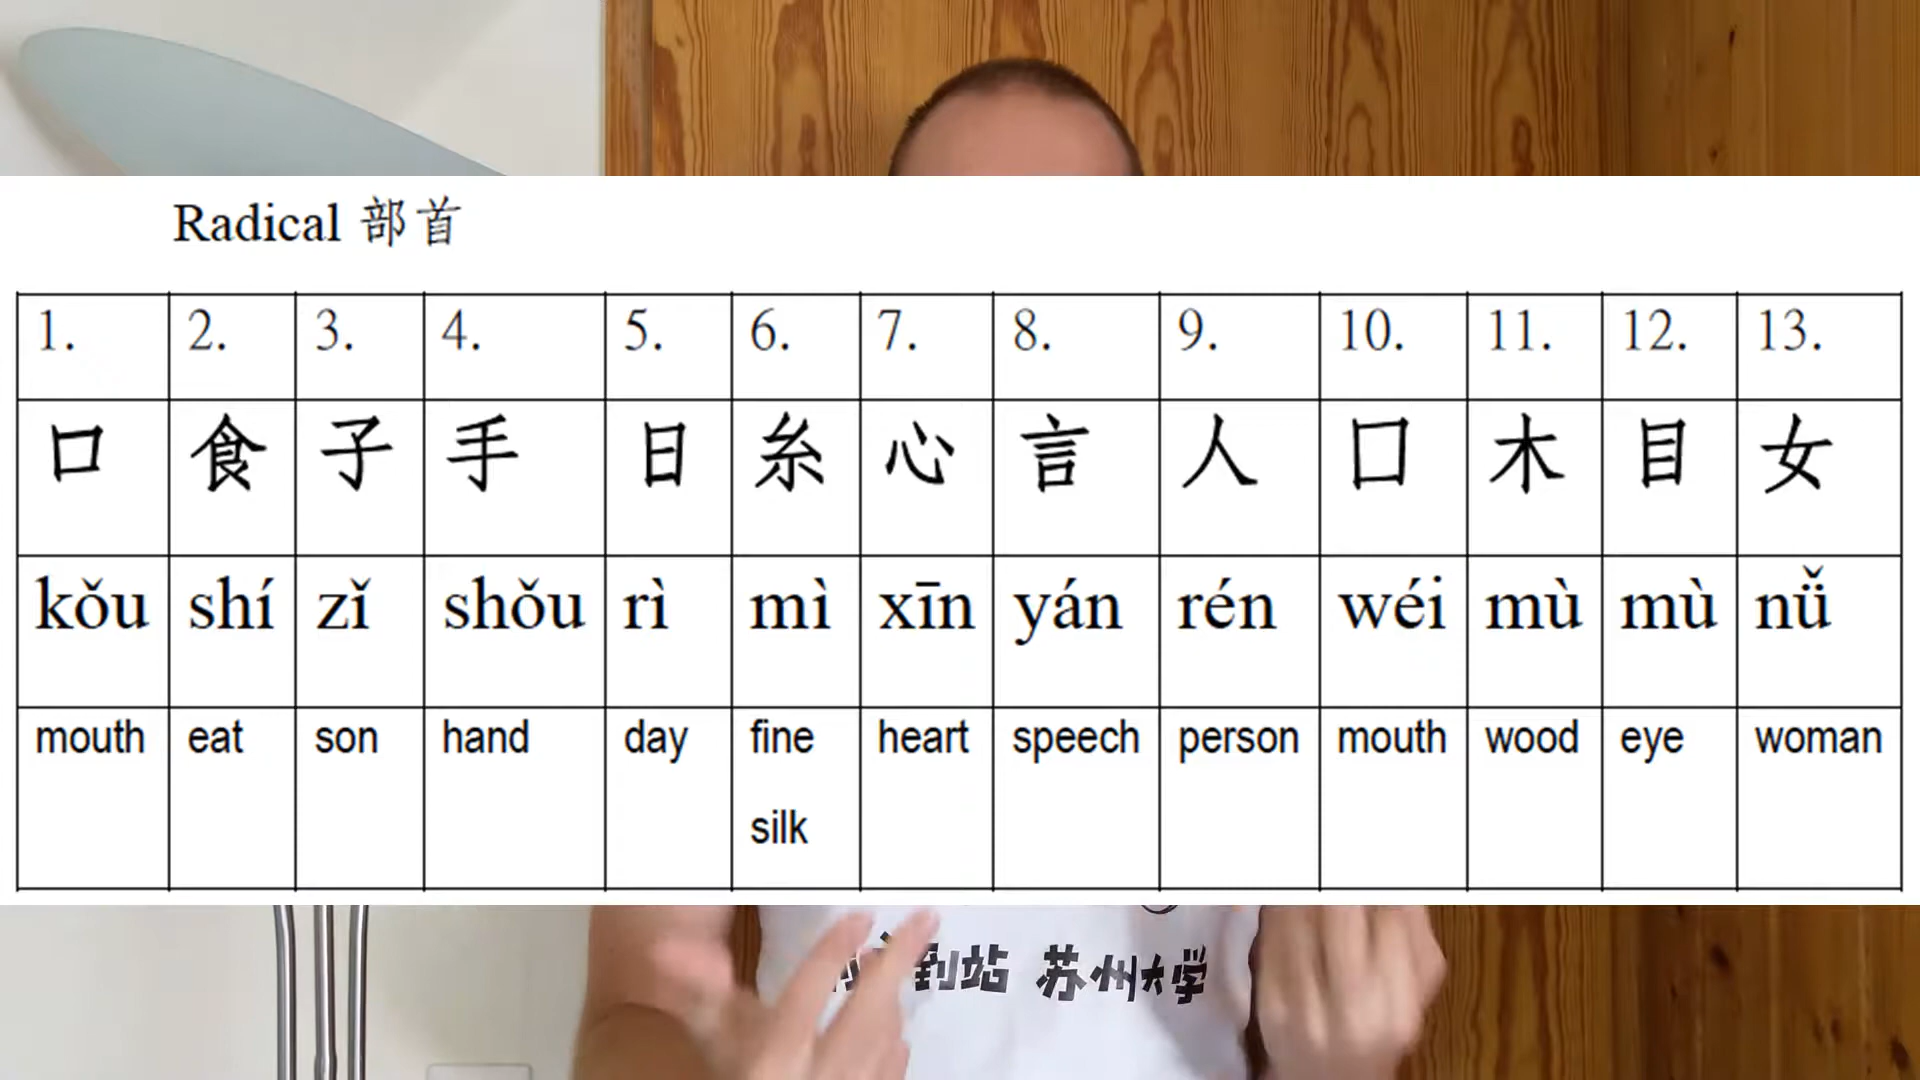 Radical 部首
1. 2. 3. 4. 5. 6. 7. 8. 9. 10. 11. 12. 13.
口 食 子 手 日 糸 心 言 人 囗 木 目 女
kǒu shí zǐ shǒu rì mì xīn yán rén wéi mù mù nǚ
mouth eat son hand day fine silk heart speech person mouth wood eye woman
到站 苏州大学